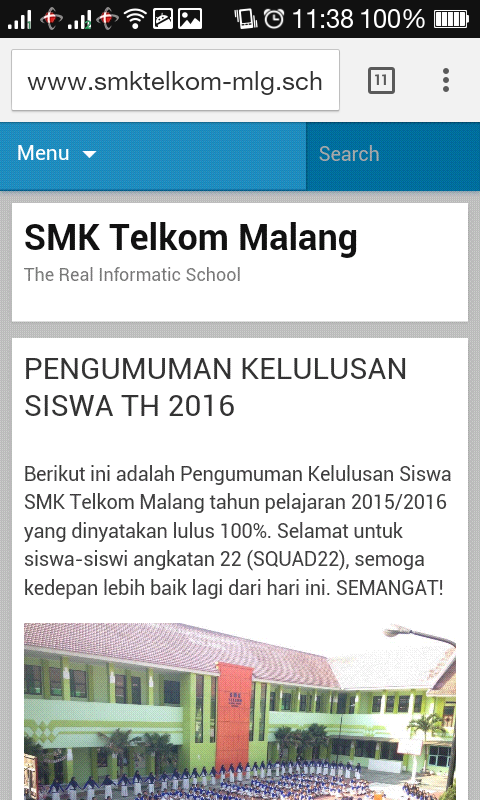 11:38 100%
www.smktelkom-mlg.sch
11
Menu
Search
SMK Telkom Malang
The Real Informatic School
PENGUMUMAN KELULUSAN
SISWA TH 2016
Berikut ini adalah Pengumuman Kelulusan Siswa
SMK Telkom Malang tahun pelajaran 2015/2016
yang dinyatakan lulus 100%. Selamat untuk
siswa-siswi angkatan 22 (SQUAD22), semoga
kedepan lebih baik lagi dari hari ini. SEMANGAT!